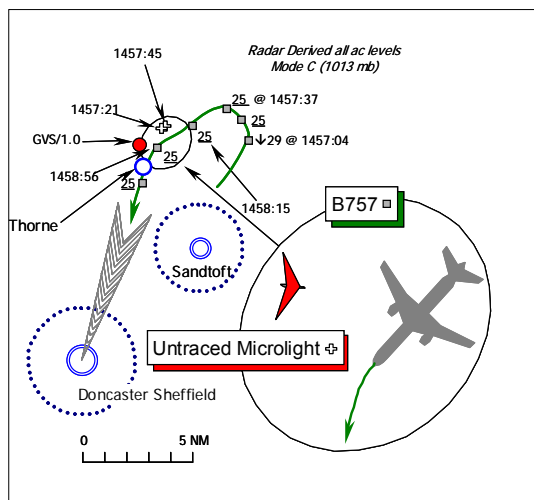 1457:45
Radar Derived all ac levels
Mode C (1013 mb)
1457:21
25 @ 1457:37
GVS/1.0
25
25
↓29 @ 1457:04
25
1458:56
25
1458:15
Thorne
B757
Sandtoft
Untraced Microlight
Doncaster Sheffield
0 5 NM